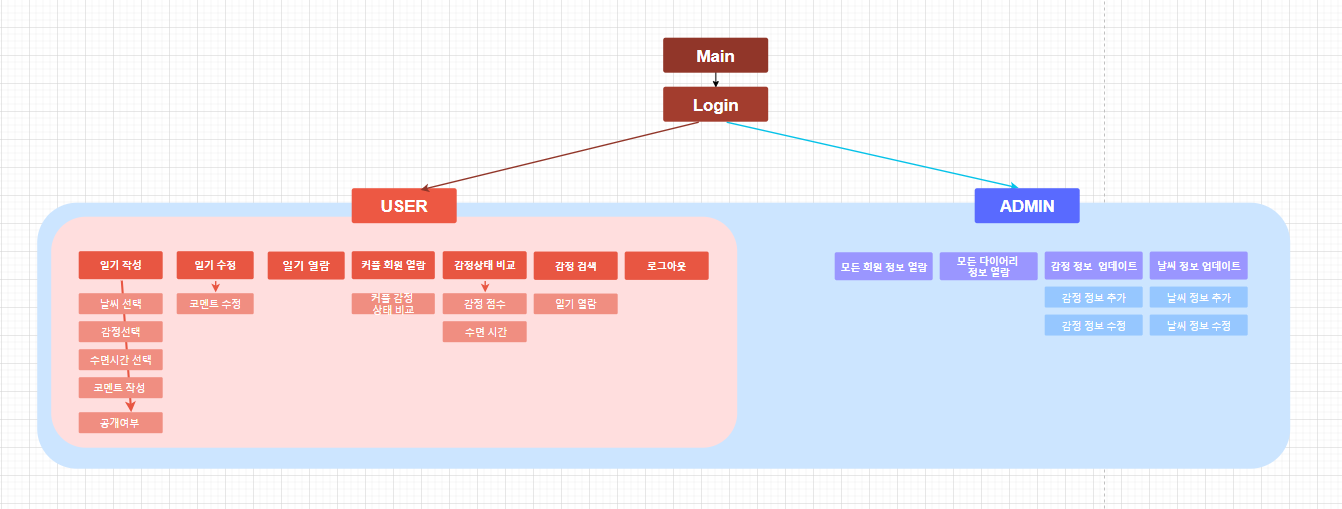 Main
Login
USER
ADMIN
일기 작성
일기 수정
일기 열람
커플 회원 열람
감정상태 비교
감정 검색
로그아웃
모든 회원 정보 열람
모든 다이어리
정보 열람
감정 정보 업데이트
날씨 정보 업데이트
날씨 선택
코멘트 수정
커플 감정
상태 비교
감정 점수
일기 열람
감정 정보 추가
날씨 정보 추가
감정선택
수면 시간
감정 정보 수정
날씨 정보 수정
수면시간 선택
코멘트 작성
공개여부